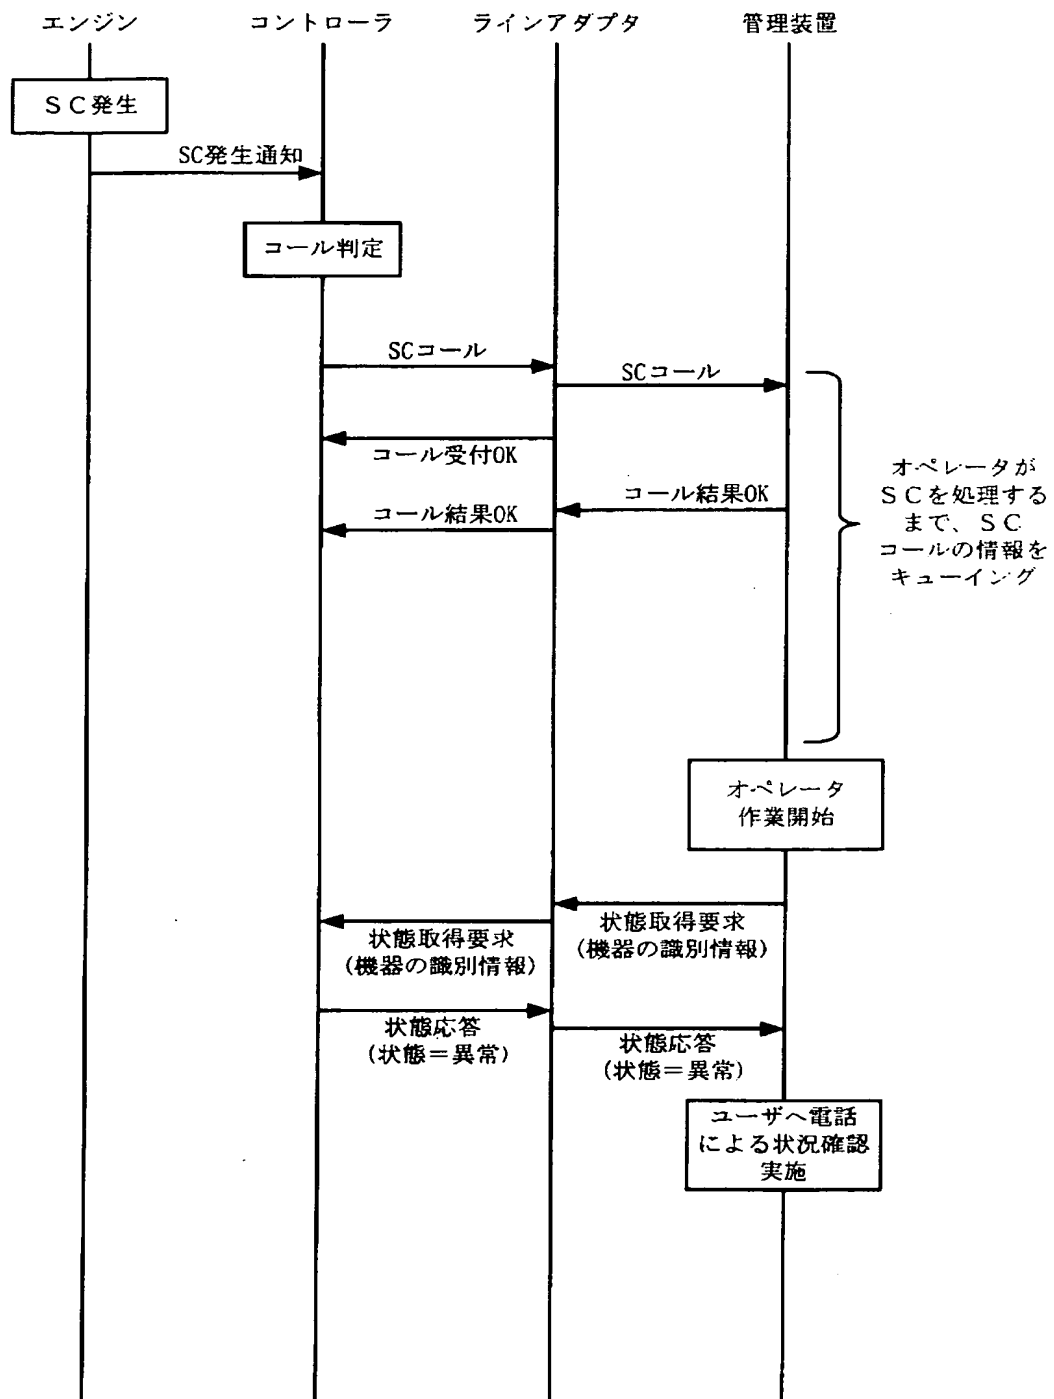 エンジン　コントローラ　ラインアダプタ　管理装置
ＳＣ発生
SC発生通知
コール判定
SCコール
SCコール
コール受付OK
コール結果OK
コール結果OK
オペレータが
ＳＣを処理する
まで、ＳＣ
コールの情報を
キューイング
オペレータ
作業開始
状態取得要求
(機器の識別情報)
状態取得要求
(機器の識別情報)
状態応答
(状態＝異常)
状態応答
(状態＝異常)
ユーザへ電話
による状況確認
実施